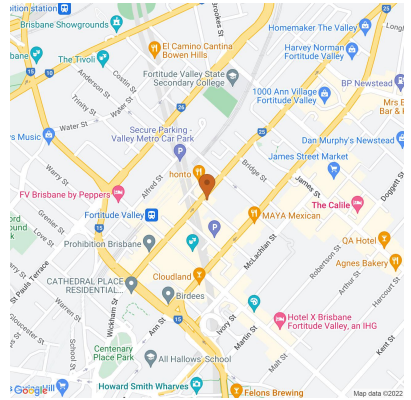 ibition station
Brisbane Showgrounds
Brookes St
Homemaker The Valley
El Camino Cantina
Bowen Hills
Harvey Norman
Fortitude Valley
The Tivoli
Costin St
Anderson St
Fortitude Valley State
Secondary College
BP Newstead
1000 Ann Village
Fortitude Valley
Trinity St
Water St
Mrs B
Bar &
Secure Parking -
Valley Metro Car Park
Dan Murphy's Newstead
ys Music
Bridge St
James Street Market
honto
Warry St
Alfred St
James St
Doggett
FV Brisbane by Peppers
The Calile
Grenier St
Fortitude Valley
MAYA Mexican
Love St
Prohibition Brisbane
QA Hotel
McLachlan St
St Pauls Terrace
Robertson St
Agnes Bakery
Cloudland
CATHEDRAL PLACE
RESIDENTIAL...
Arthur St
Harcourt St
Birdees
Warren St
Wickham St
Gloucester St
Ann St
Ivory St
Hotel X Brisbane
Fortitude Valley, an IHG
Martin St
School St
Centenary
Place Park
Kent
All Hallows' School
Malt St
Howard Smith Wharves
Felons Brewing
Google
Map data ©2022
15